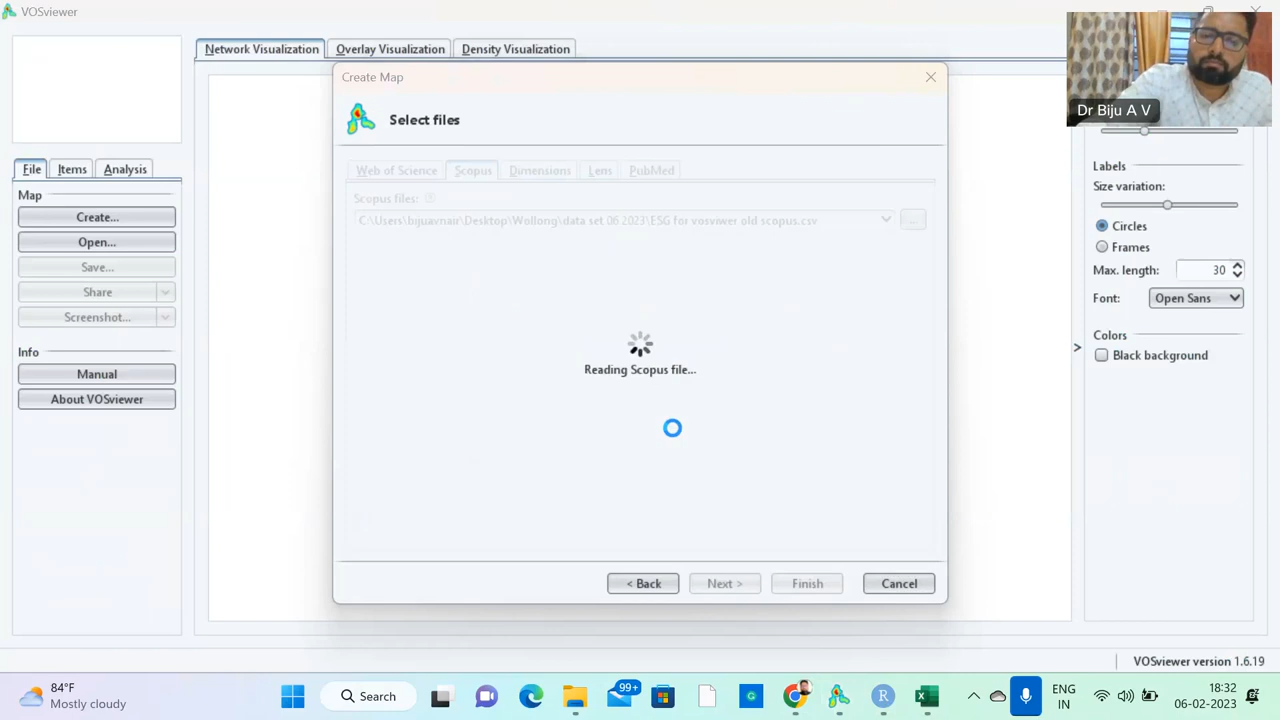 VOSviewer
Network Visualization
Overlay Visualization
Density Visualization
Create Map
Select files
Dr Biju A V
File
Items
Analysis
Web of Science
Scopus
Dimensions
Lens
PubMed
Labels
Map
Scopus files:
Size variation:
Create...
C:\Users\bijuavnair\Desktop\Wollong\data set 06 2023\ESG for vosviwer old scopus.csv
...
Circles
Open...
Frames
Save...
Max. length:
30
Share
Font:
Open Sans
Screenshot...
Colors
Info
>
Black background
Manual
Reading Scopus file...
About VOSviewer
< Back
Next >
Finish
Cancel
VOSviewer version 1.6.19
84°F
Mostly cloudy
Search
99+
G
R
ENG
IN
18:32
06-02-2023